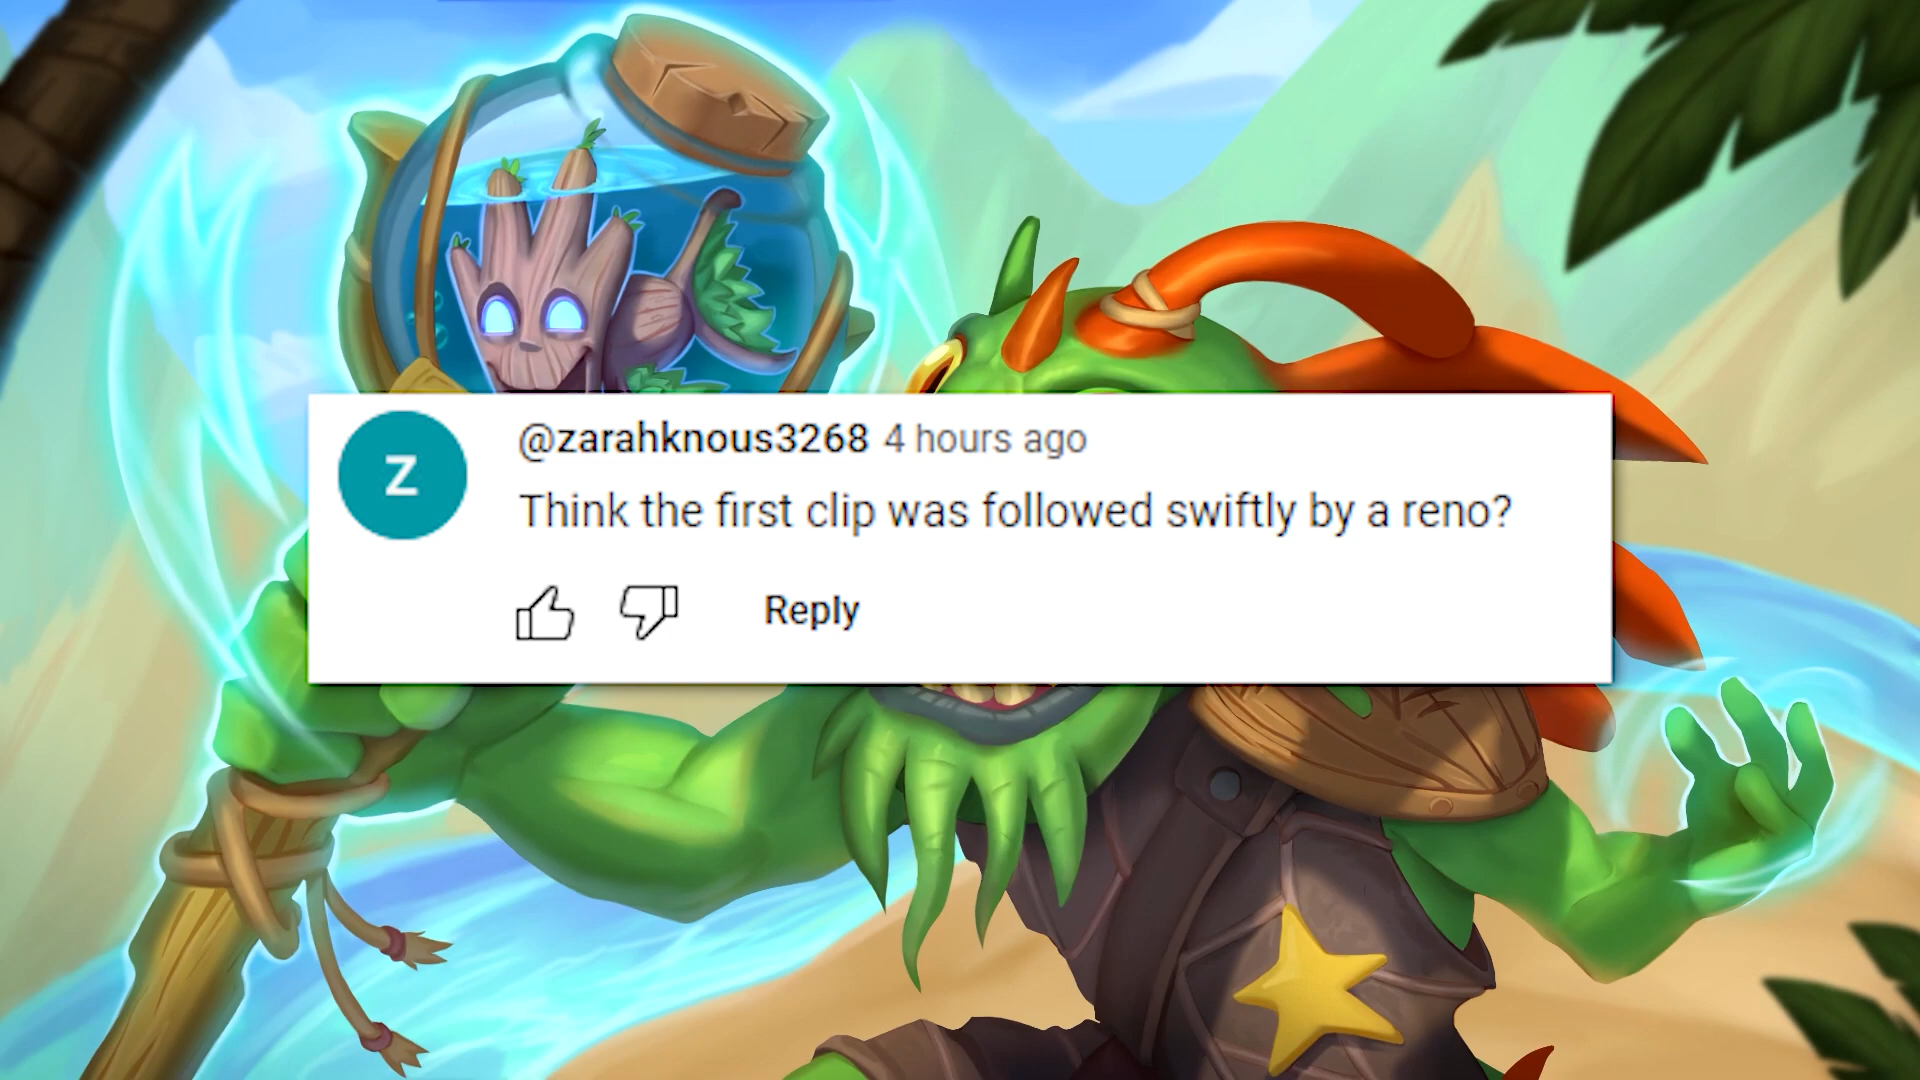 Z
@zarahknous3268 4 hours ago
Think the first clip was followed swiftly by a reno?
Reply